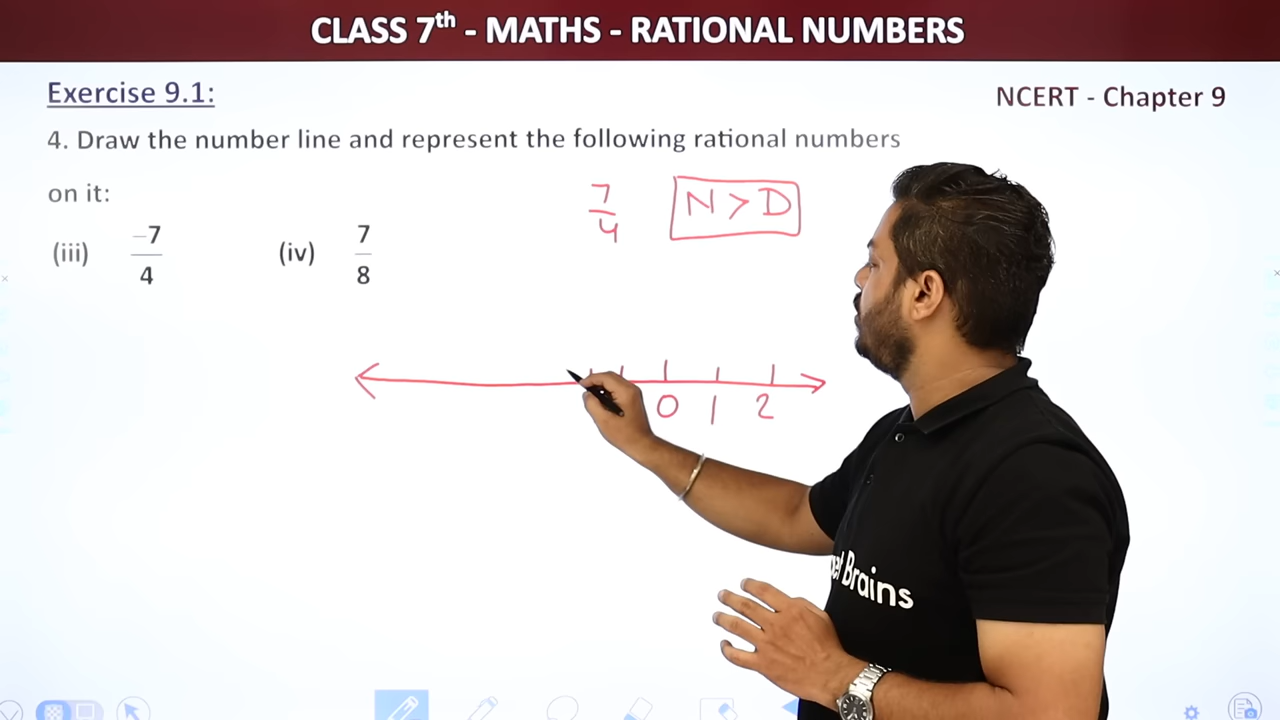 CLASS 7th - MATHS - RATIONAL NUMBERS
Exercise 9.1:
NCERT - Chapter 9
4. Draw the number line and represent the following rational numbers
on it:
7/4 N > D
(iii) -7/4 (iv) 7/8
0 1 2
Brains